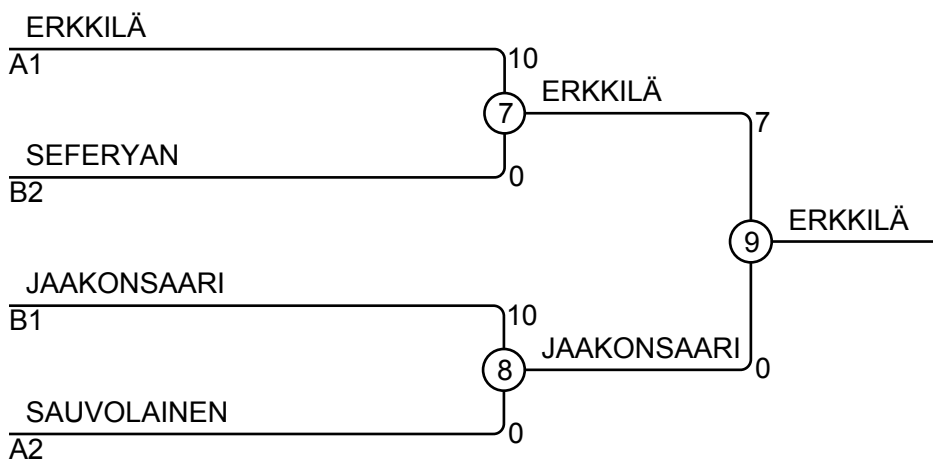 ERKKILÄ
A1
10
7
ERKKILÄ
7
SEFERYAN
B2
0
9
ERKKILÄ
JAAKONSAARI
B1
10
8
JAAKONSAARI
0
SAUVOLAINEN
A2
0